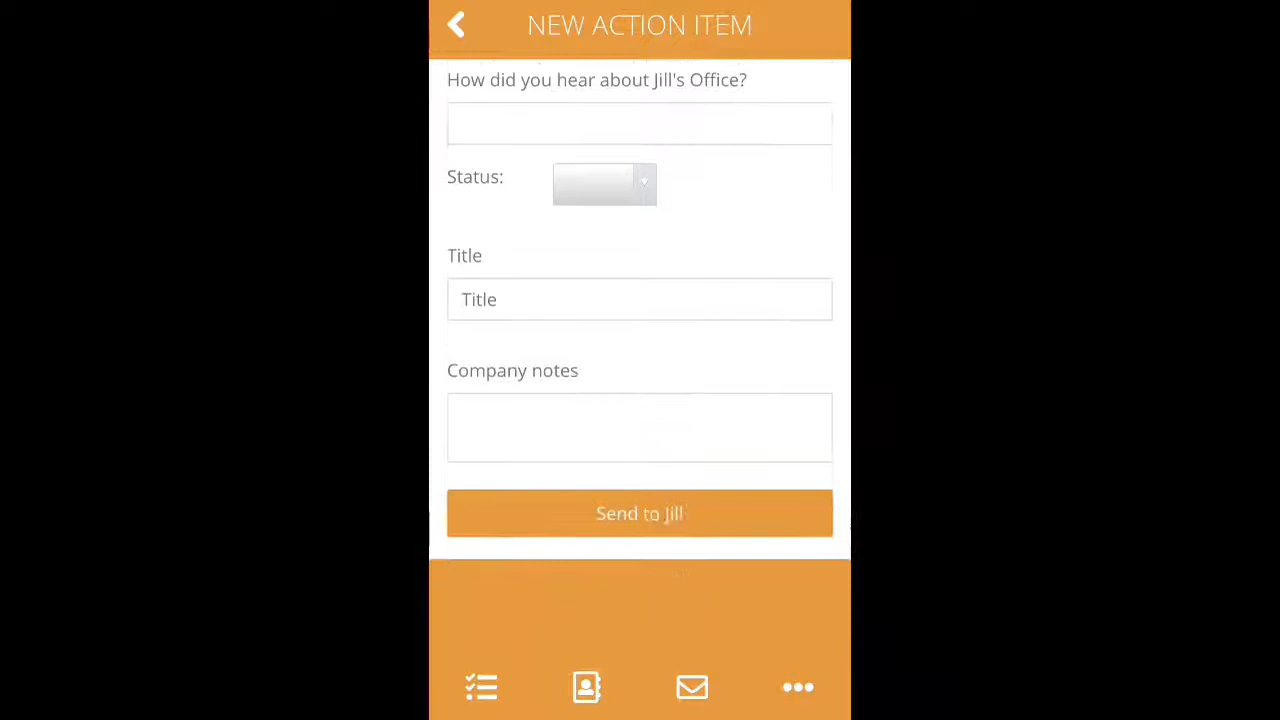 NEW ACTION ITEM
How did you hear about Jill's Office?
Status:
Title
Title
Company notes
Send to Jill